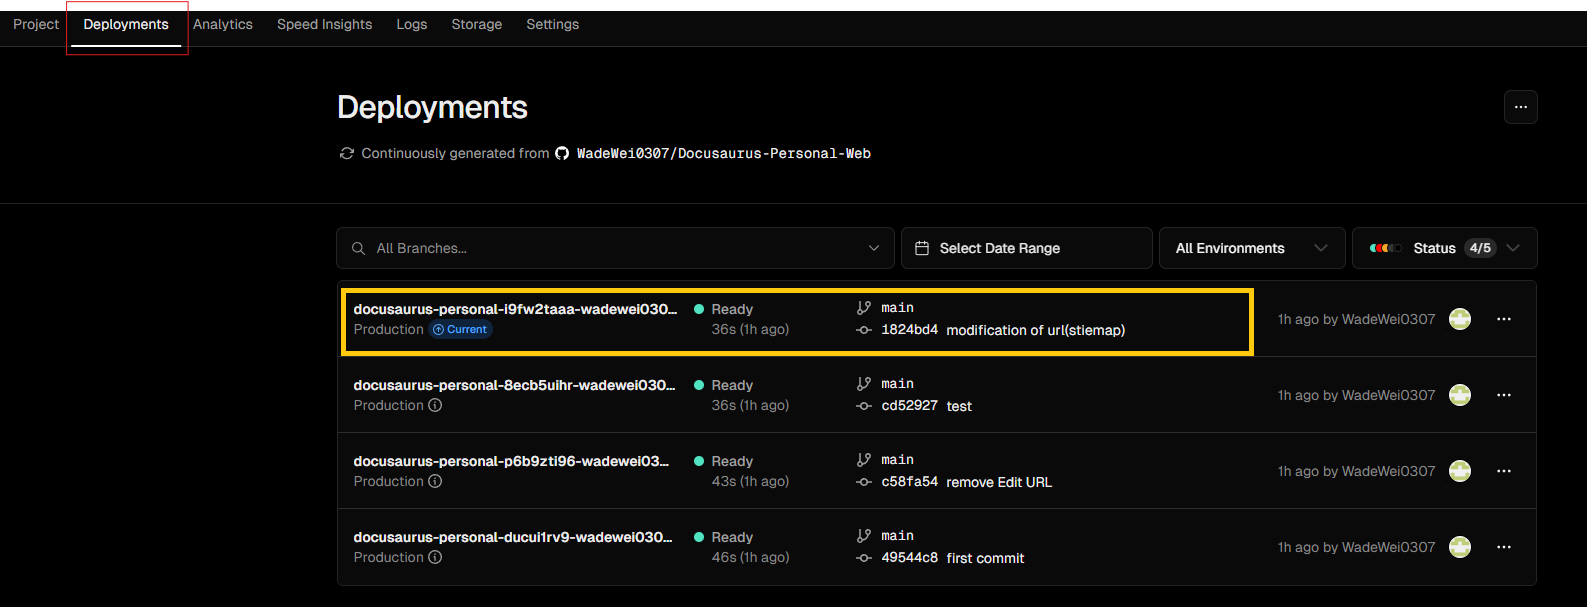 Project Deployments Analytics Speed Insights Logs Storage Settings
Deployments
Continuously generated from WadeWei0307/Docusaurus-Personal-Web
All Branches... Select Date Range All Environments Status 4/5
docusaurus-personal-i9fw2taaa-wadewei030... Ready main
Production Current 36s (1h ago) 1824bd4 modification of url(stiemap) 1h ago by WadeWei0307
docusaurus-personal-8ecb5uihr-wadewei030... Ready main
Production 36s (1h ago) cd52927 test 1h ago by WadeWei0307
docusaurus-personal-p6b9zti96-wadewei03... Ready main
Production 43s (1h ago) c58fa54 remove Edit URL 1h ago by WadeWei0307
docusaurus-personal-ducui1rv9-wadewei030... Ready main
Production 46s (1h ago) 49544c8 first commit 1h ago by WadeWei0307